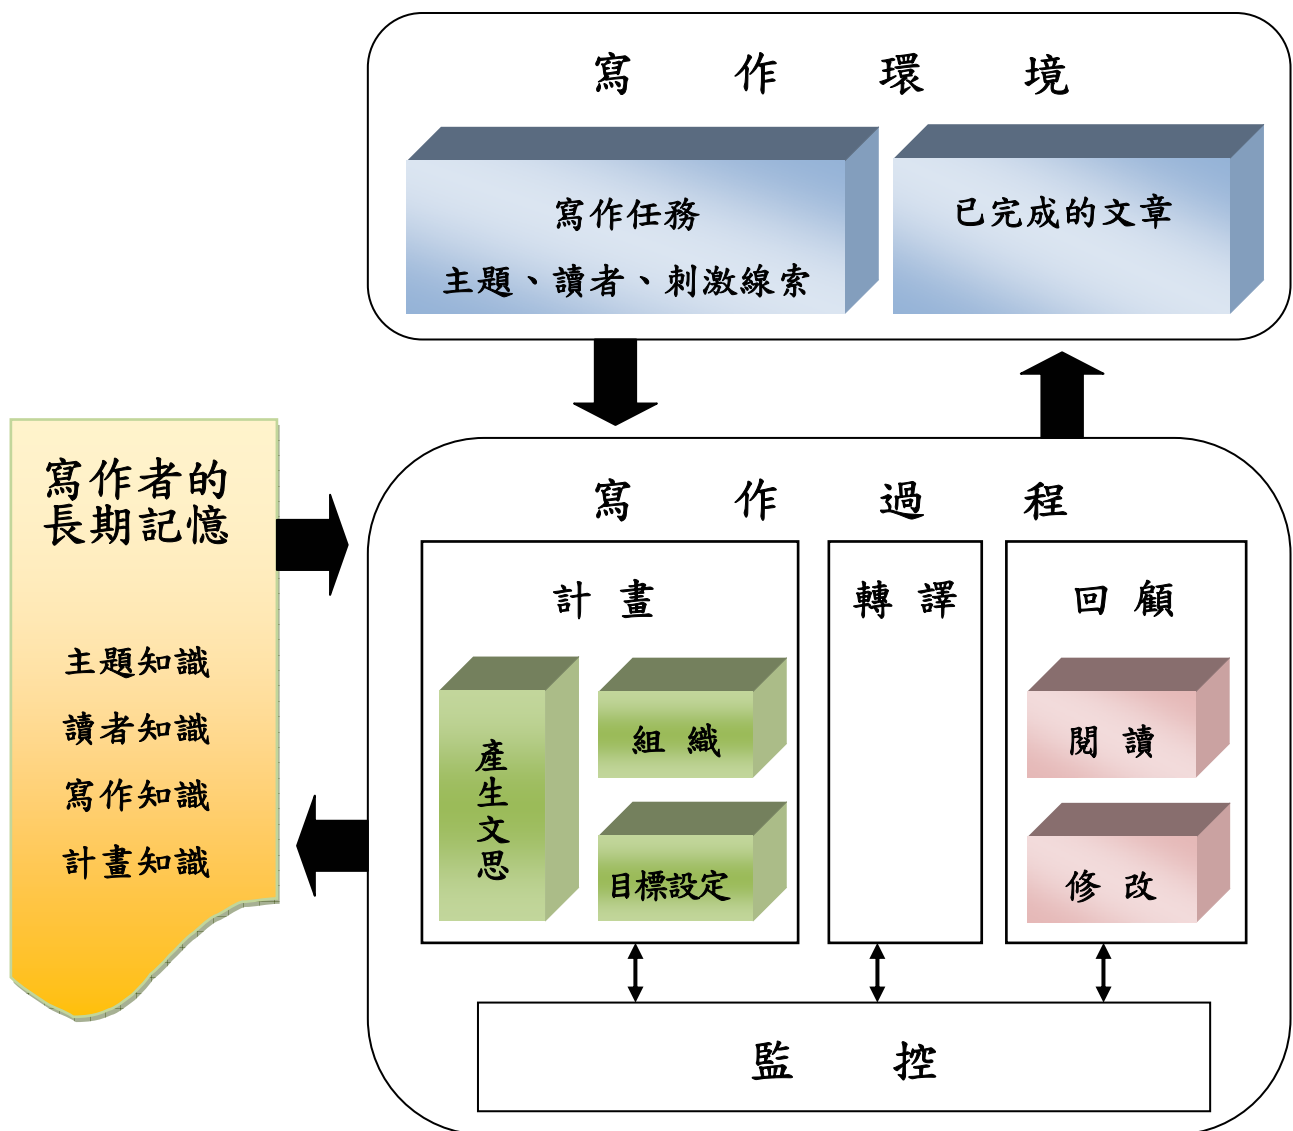 寫作環境
寫作任務
主題、讀者、刺激線索
已完成的文章
寫作者的
長期記憶
主題知識
讀者知識
寫作知識
計畫知識
寫作過程
計畫
產生文思
組織
目標設定
轉譯
回顧
閱讀
修改
監控